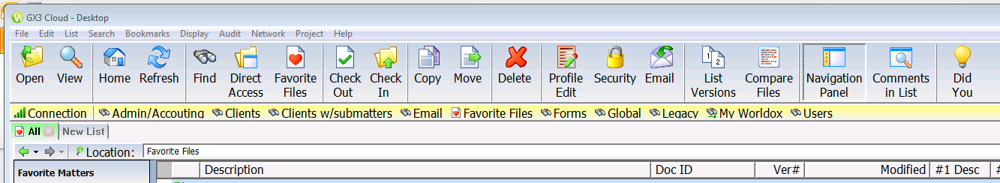 GX3 Cloud - Desktop
File Edit List Search Bookmarks Display Audit Network Project Help
Open View Home Refresh Find Direct Access Favorite Files Check Out Check In Copy Move Delete Profile Edit Security Email List Versions Compare Files Navigation Panel Comments in List Did You
Connection Admin/Accouting Clients Clients w/submatters Email Favorite Files Forms Global Legacy My Worldox Users
All New List
Location: Favorite Files
Favorite Matters Description Doc ID Ver# Modified #1 Desc #